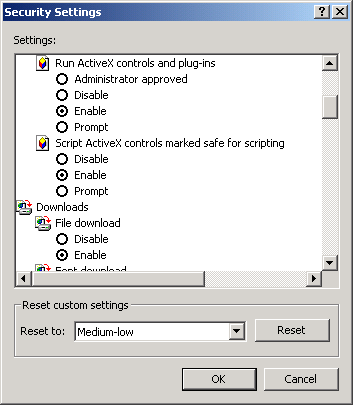 Security Settings
Settings:
Run ActiveX controls and plug-ins
Administrator approved
Disable
Enable
Prompt
Script ActiveX controls marked safe for scripting
Disable
Enable
Prompt
Downloads
File download
Disable
Enable
Font download
Reset custom settings
Reset to:
Medium-low
Reset
OK
Cancel